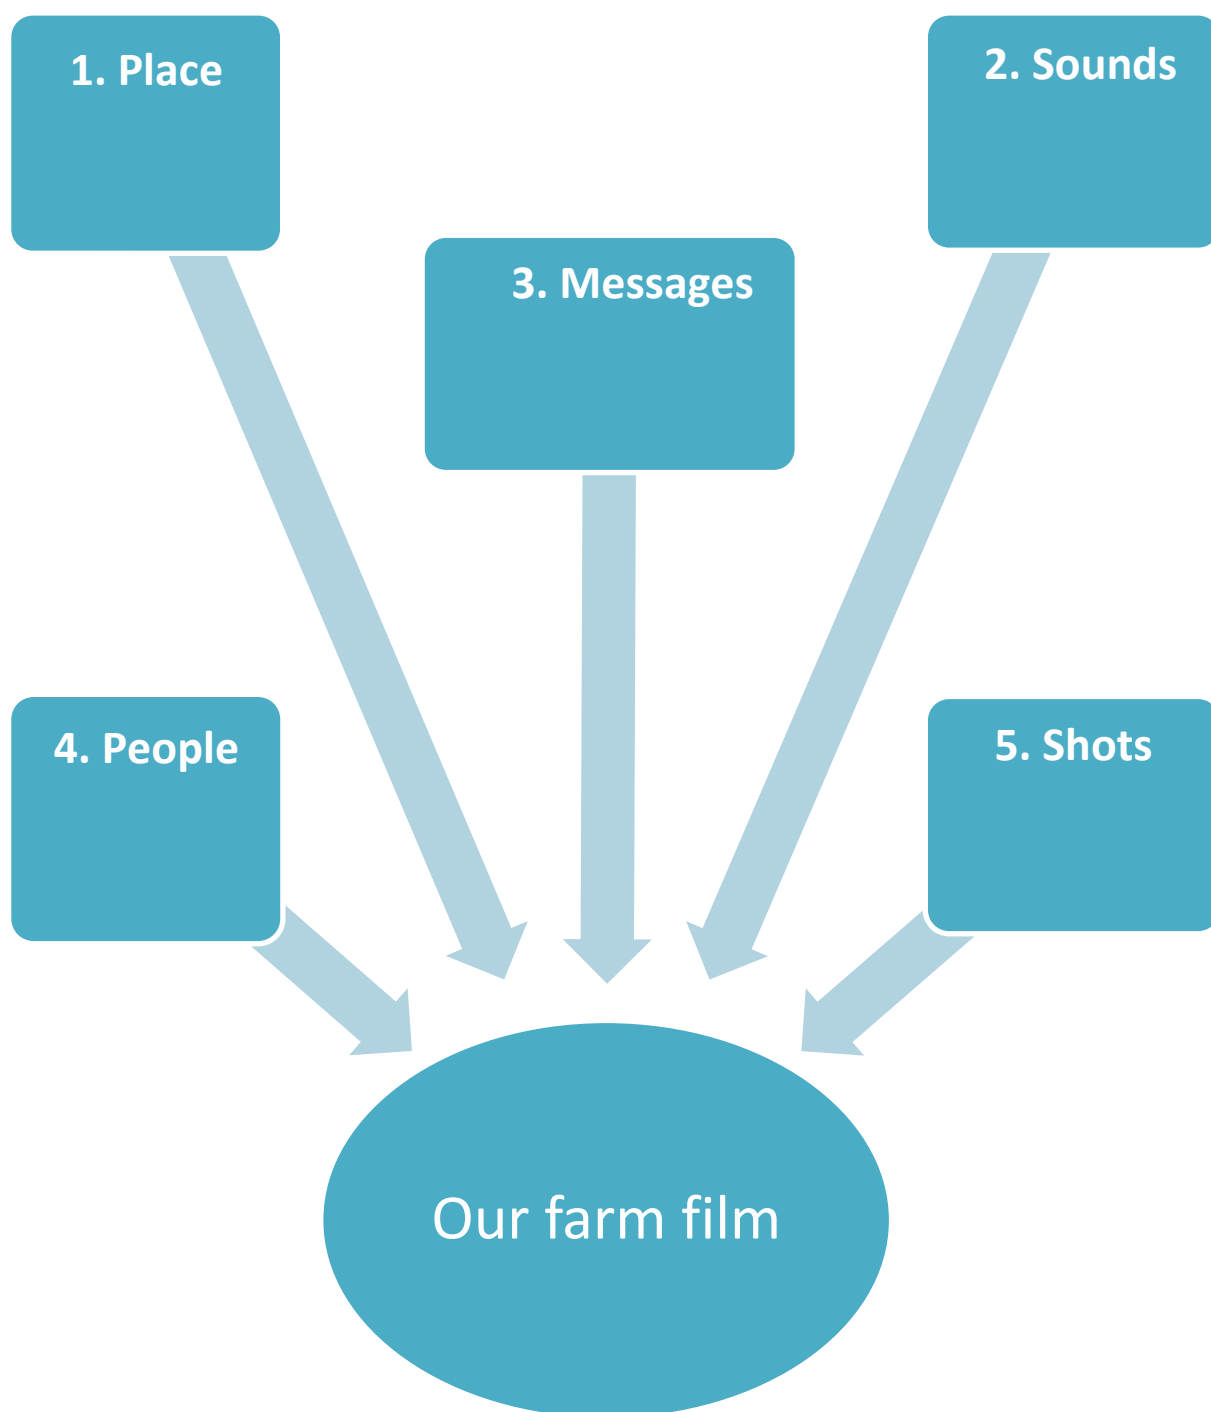 1. Place
2. Sounds
3. Messages
4. People
5. Shots
Our farm film